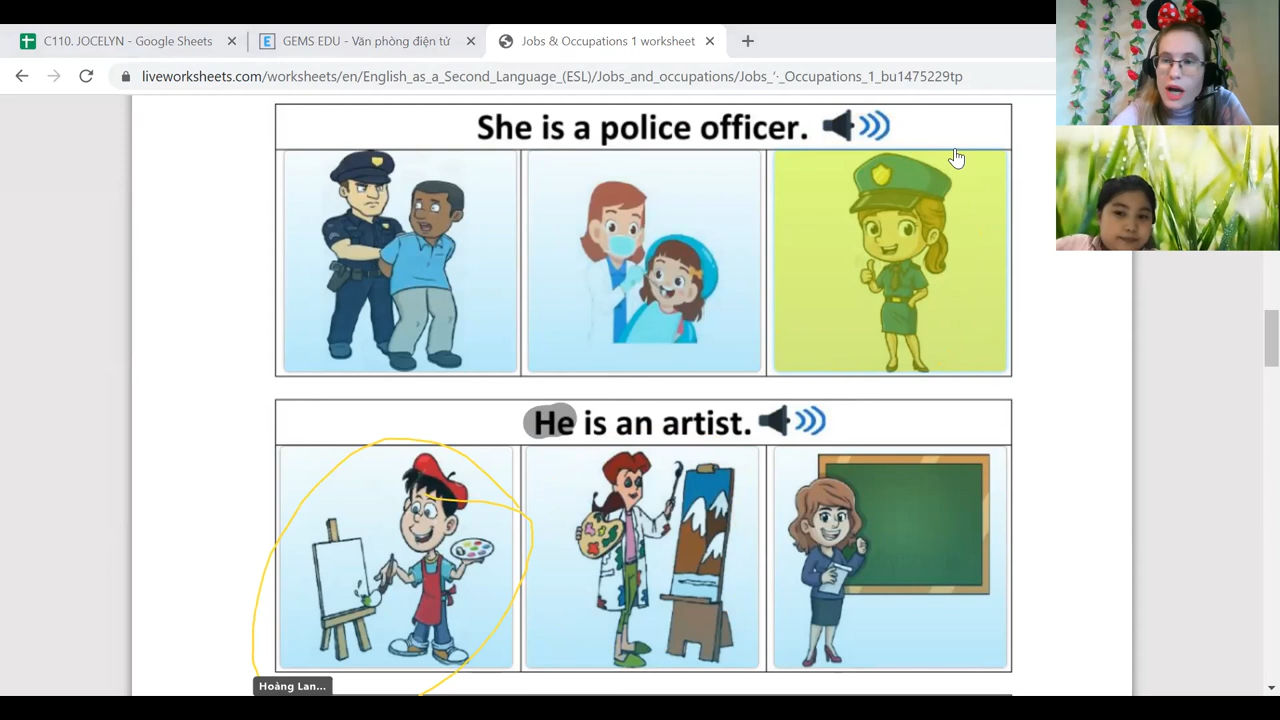 C110. JOCELYN - Google Sheets
GEMS EDU - Văn phòng điện tử
Jobs & Occupations 1 worksheet
liveworksheets.com/worksheets/en/English_as_a_Second_Language_(ESL)/Jobs_and_occupations/Jobs_'·_Occupations_1_bu1475229tp
She is a police officer.
He is an artist.
Hoàng Lan...